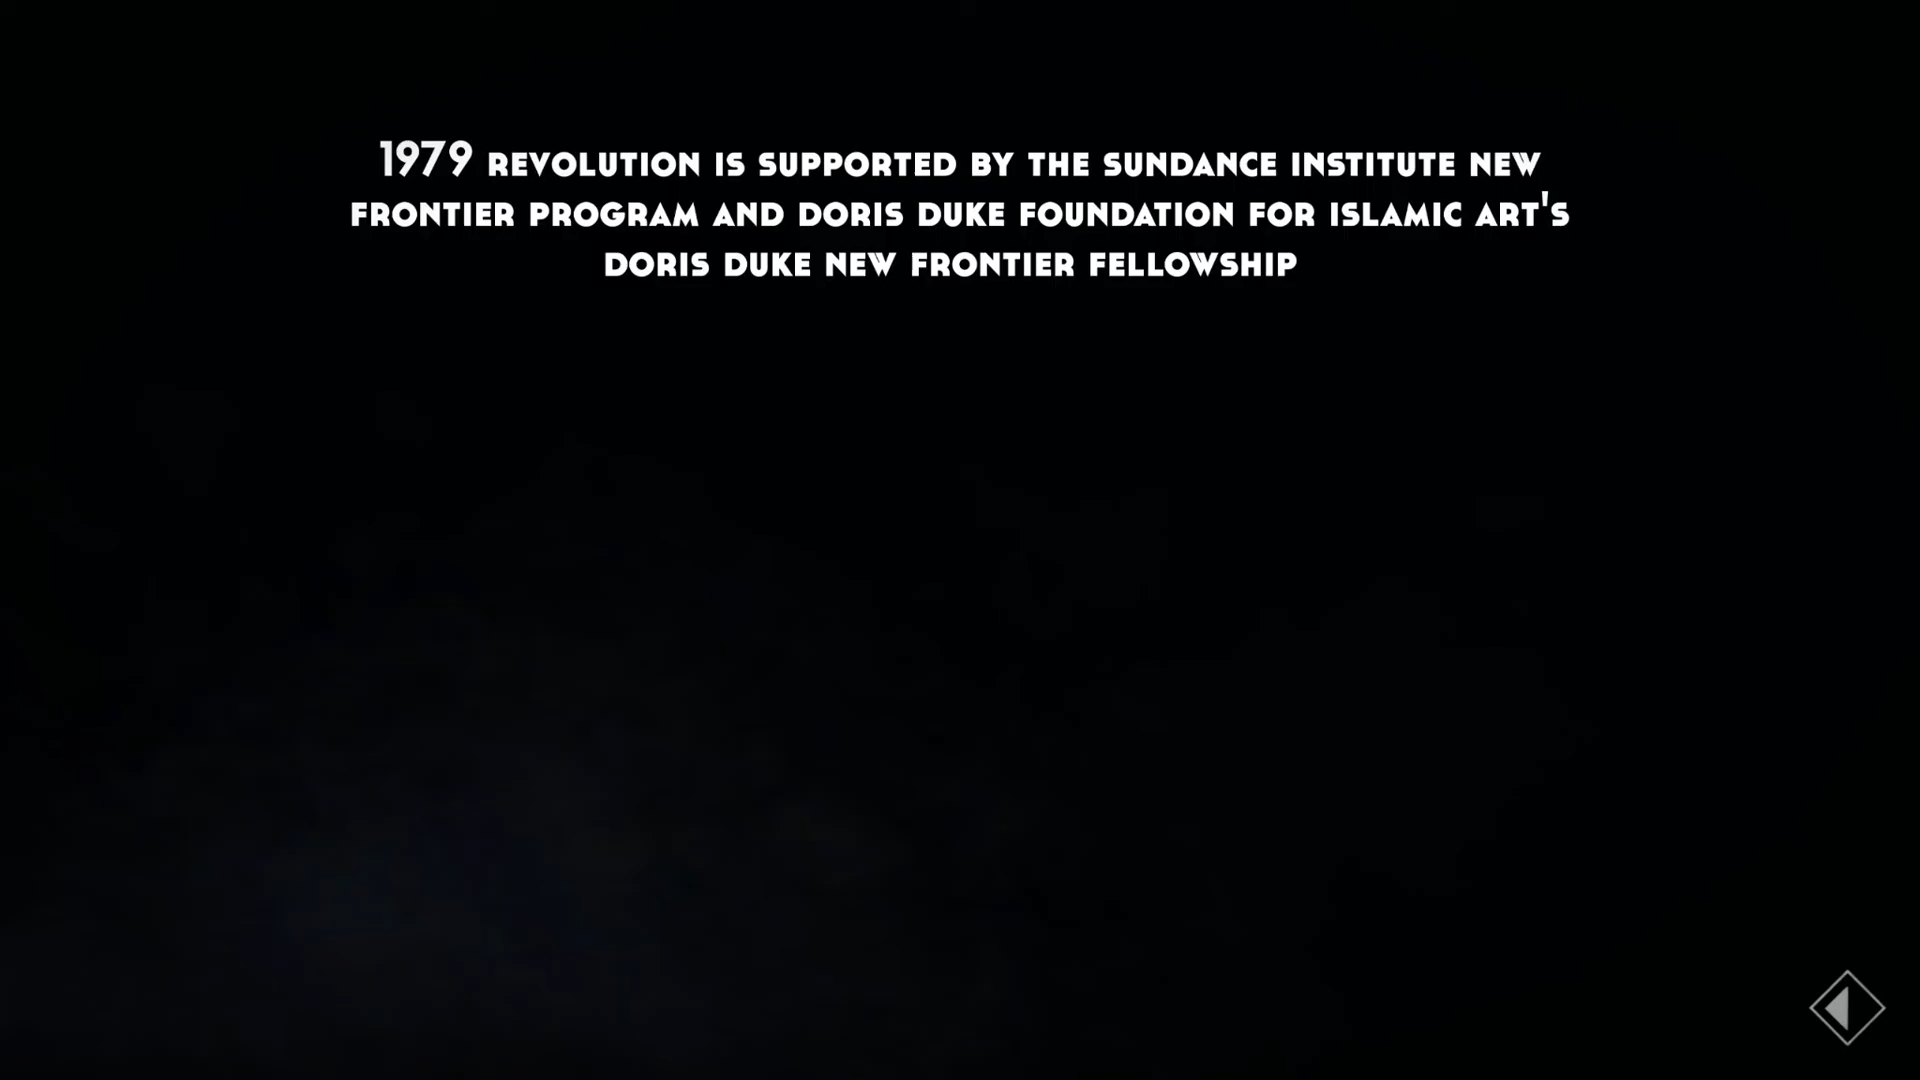 1979 REVOLUTION IS SUPPORTED BY THE SUNDANCE INSTITUTE NEW
FRONTIER PROGRAM AND DORIS DUKE FOUNDATION FOR ISLAMIC ART'S
DORIS DUKE NEW FRONTIER FELLOWSHIP